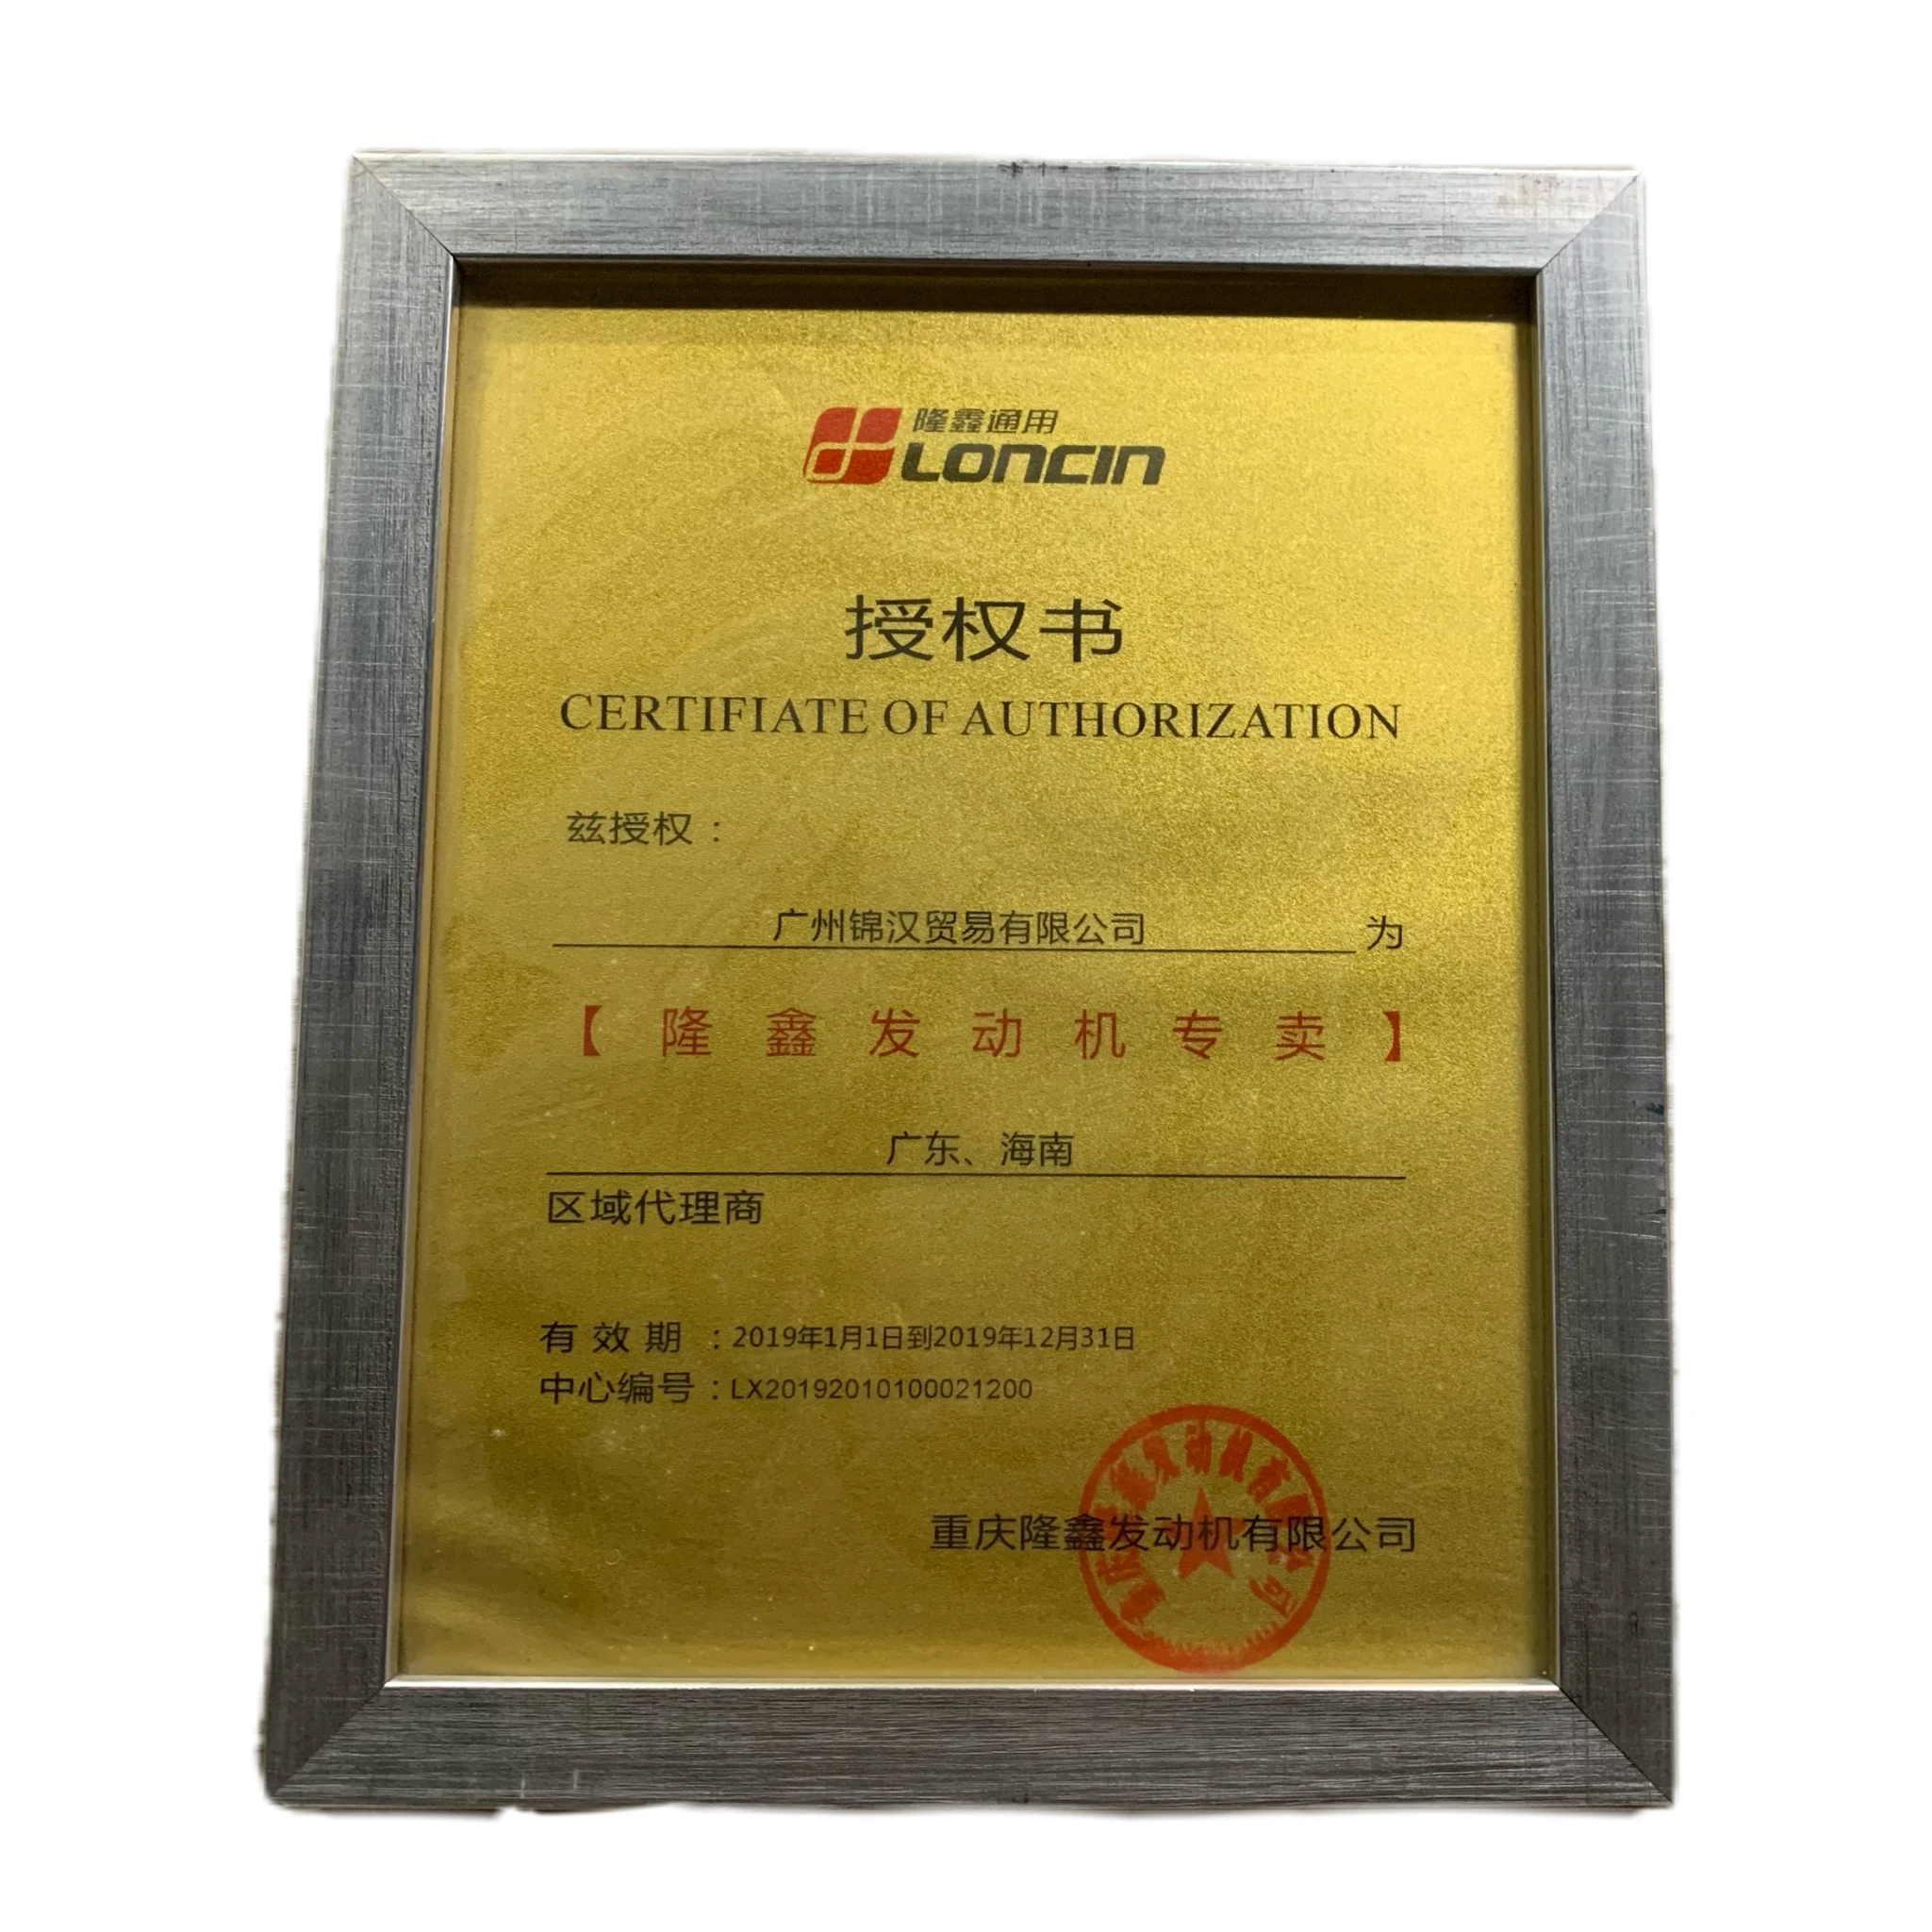 隆鑫通用
LONCIN
授权书
CERTIFIATE OF AUTHORIZATION
兹授权：
广州锦汉贸易有限公司 为
【隆鑫发动机专卖】
广东、海南
区域代理商
有效期：2019年1月1日到2019年12月31日
中心编号：LX20192010100021200
重庆隆鑫发动机有限公司